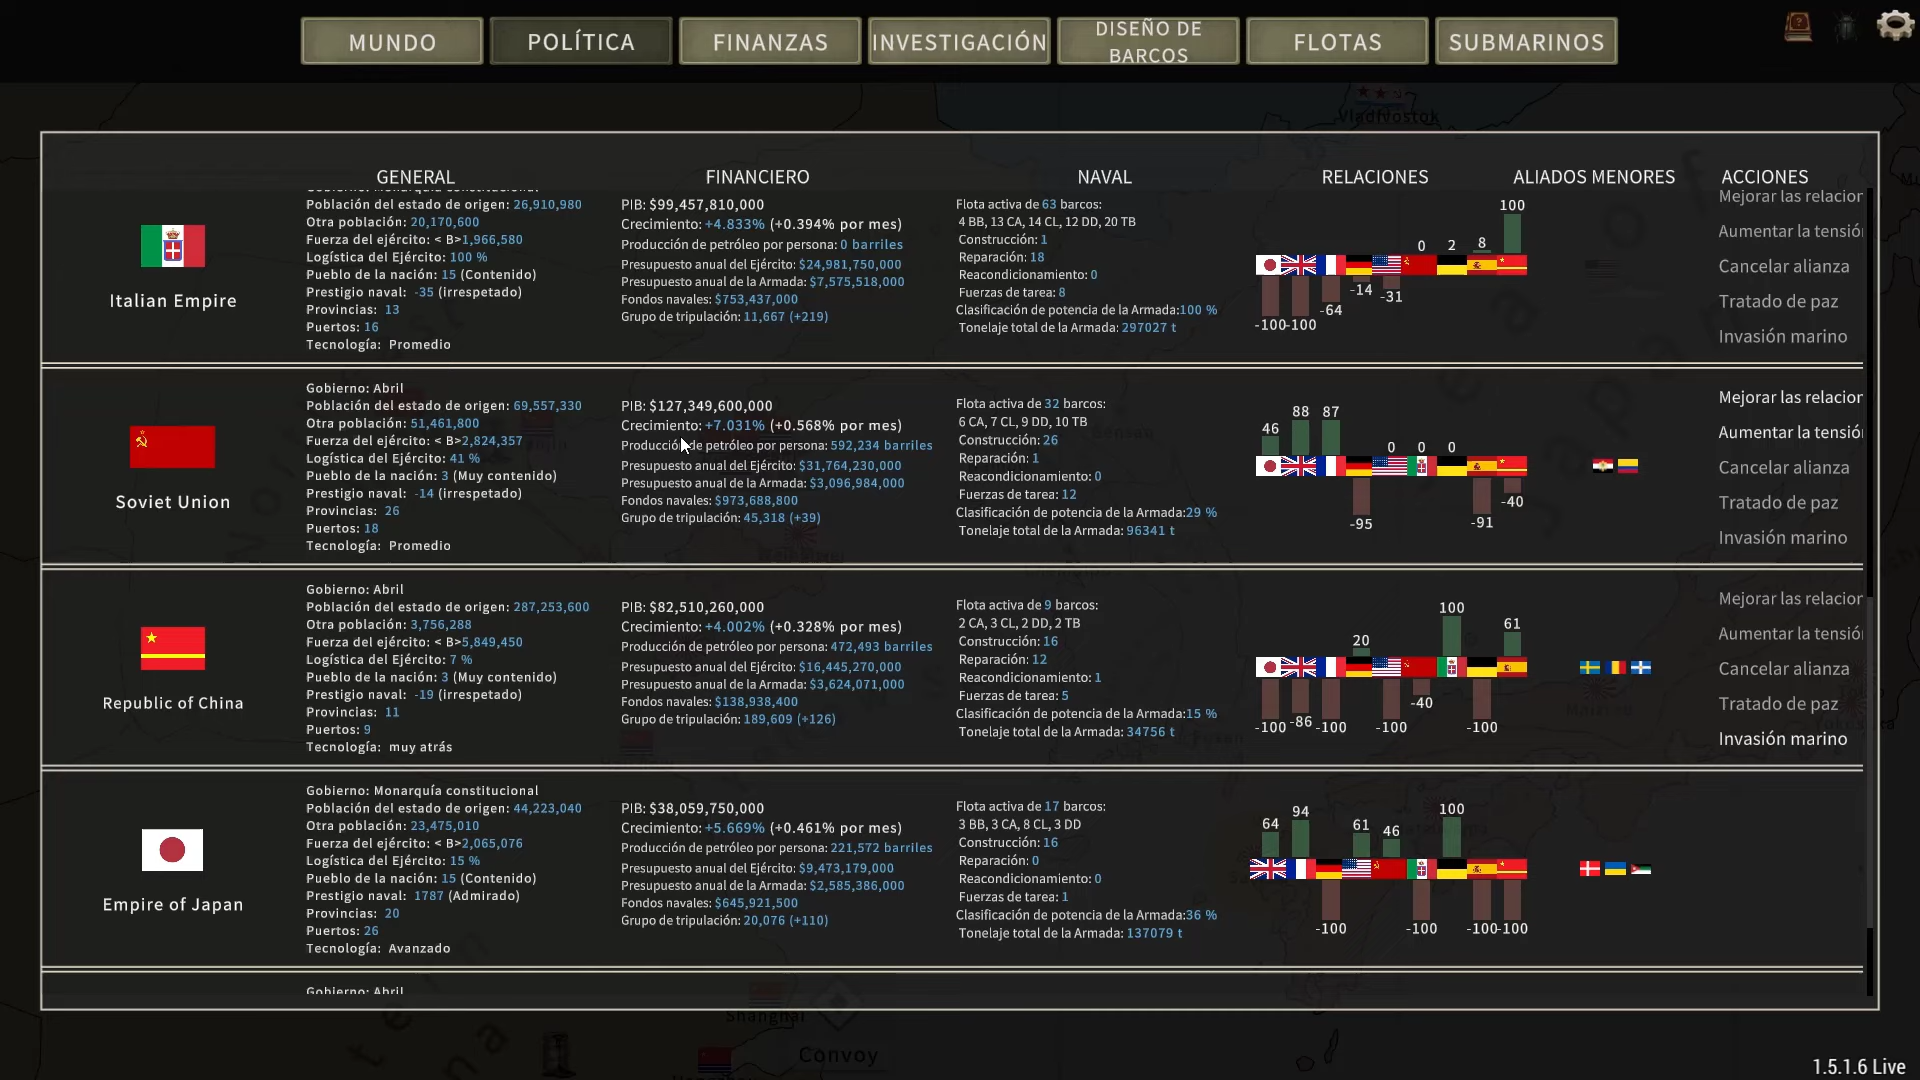 MUNDO
POLÍTICA
FINANZAS
INVESTIGACIÓN
DISEÑO DE
BARCOS
FLOTAS
SUBMARINOS
Vladivostok
GENERAL
FINANCIERO
NAVAL
RELACIONES
ALIADOS MENORES
ACCIONES
Italian Empire
Población del estado de origen: 26,910,980
Otra población: 20,170,600
Fuerza del ejército: < B>1,966,580
Logística del Ejército: 100 %
Pueblo de la nación: 15 (Contenido)
Prestigio naval: -35 (irrespetado)
Provincias: 13
Puertos: 16
Tecnología: Promedio
PIB: $99,457,810,000
Crecimiento: +4.833% (+0.394% por mes)
Producción de petróleo por persona: 0 barriles
Presupuesto anual del Ejército: $24,981,750,000
Presupuesto anual de la Armada: $7,575,518,000
Fondos navales: $753,437,000
Grupo de tripulación: 11,667 (+219)
Flota activa de 63 barcos:
4 BB, 13 CA, 14 CL, 12 DD, 20 TB
Construcción: 1
Reparación: 18
Reacondicionamiento: 0
Fuerzas de tarea: 8
Clasificación de potencia de la Armada:100 %
Tonelaje total de la Armada: 297027 t
100
0 2 8
-14 -31
-64
-100-100
Mejorar las relacion
Aumentar la tensió
Cancelar alianza
Tratado de paz
Invasión marino
Soviet Union
Gobierno: Abril
Población del estado de origen: 69,557,330
Otra población: 51,461,800
Fuerza del ejército: < B>2,824,357
Logística del Ejército: 41 %
Pueblo de la nación: 3 (Muy contenido)
Prestigio naval: -14 (irrespetado)
Provincias: 26
Puertos: 18
Tecnología: Promedio
PIB: $127,349,600,000
Crecimiento: +7.031% (+0.568% por mes)
Producción de petróleo por persona: 592,234 barriles
Presupuesto anual del Ejército: $31,764,230,000
Presupuesto anual de la Armada: $3,096,984,000
Fondos navales: $973,688,800
Grupo de tripulación: 45,318 (+39)
Flota activa de 32 barcos:
6 CA, 7 CL, 9 DD, 10 TB
Construcción: 26
Reparación: 1
Reacondicionamiento: 0
Fuerzas de tarea: 12
Clasificación de potencia de la Armada:29 %
Tonelaje total de la Armada: 96341 t
46 88 87
0 0 0
-95 -91 -40
Mejorar las relacion
Aumentar la tensió
Cancelar alianza
Tratado de paz
Invasión marino
Republic of China
Gobierno: Abril
Población del estado de origen: 287,253,600
Otra población: 3,756,288
Fuerza del ejército: < B>5,849,450
Logística del Ejército: 7 %
Pueblo de la nación: 3 (Muy contenido)
Prestigio naval: -19 (irrespetado)
Provincias: 11
Puertos: 9
Tecnología: muy atrás
PIB: $82,510,260,000
Crecimiento: +4.002% (+0.328% por mes)
Producción de petróleo por persona: 472,493 barriles
Presupuesto anual del Ejército: $16,445,270,000
Presupuesto anual de la Armada: $3,624,071,000
Fondos navales: $138,938,400
Grupo de tripulación: 189,609 (+126)
Flota activa de 9 barcos:
2 CA, 3 CL, 2 DD, 2 TB
Construcción: 16
Reparación: 12
Reacondicionamiento: 1
Fuerzas de tarea: 5
Clasificación de potencia de la Armada:15 %
Tonelaje total de la Armada: 34756 t
20 100 61
-100 -86 -100 -100 -40 -100
Mejorar las relacion
Aumentar la tensió
Cancelar alianza
Tratado de paz
Invasión marino
Empire of Japan
Gobierno: Monarquía constitucional
Población del estado de origen: 44,223,040
Otra población: 23,475,010
Fuerza del ejército: < B>2,065,076
Logística del Ejército: 15 %
Pueblo de la nación: 15 (Contenido)
Prestigio naval: 1787 (Admirado)
Provincias: 20
Puertos: 26
Tecnología: Avanzado
PIB: $38,059,750,000
Crecimiento: +5.669% (+0.461% por mes)
Producción de petróleo por persona: 221,572 barriles
Presupuesto anual del Ejército: $9,473,179,000
Presupuesto anual de la Armada: $2,585,386,000
Fondos navales: $645,921,500
Grupo de tripulación: 20,076 (+110)
Flota activa de 17 barcos:
3 BB, 3 CA, 8 CL, 3 DD
Construcción: 16
Reparación: 0
Reacondicionamiento: 0
Fuerzas de tarea: 1
Clasificación de potencia de la Armada:36 %
Tonelaje total de la Armada: 137079 t
64 94 61 46 100
-100 -100 -100-100
Gobierno: Abril
Shanghai
Convoy
1.5.1.6 Live